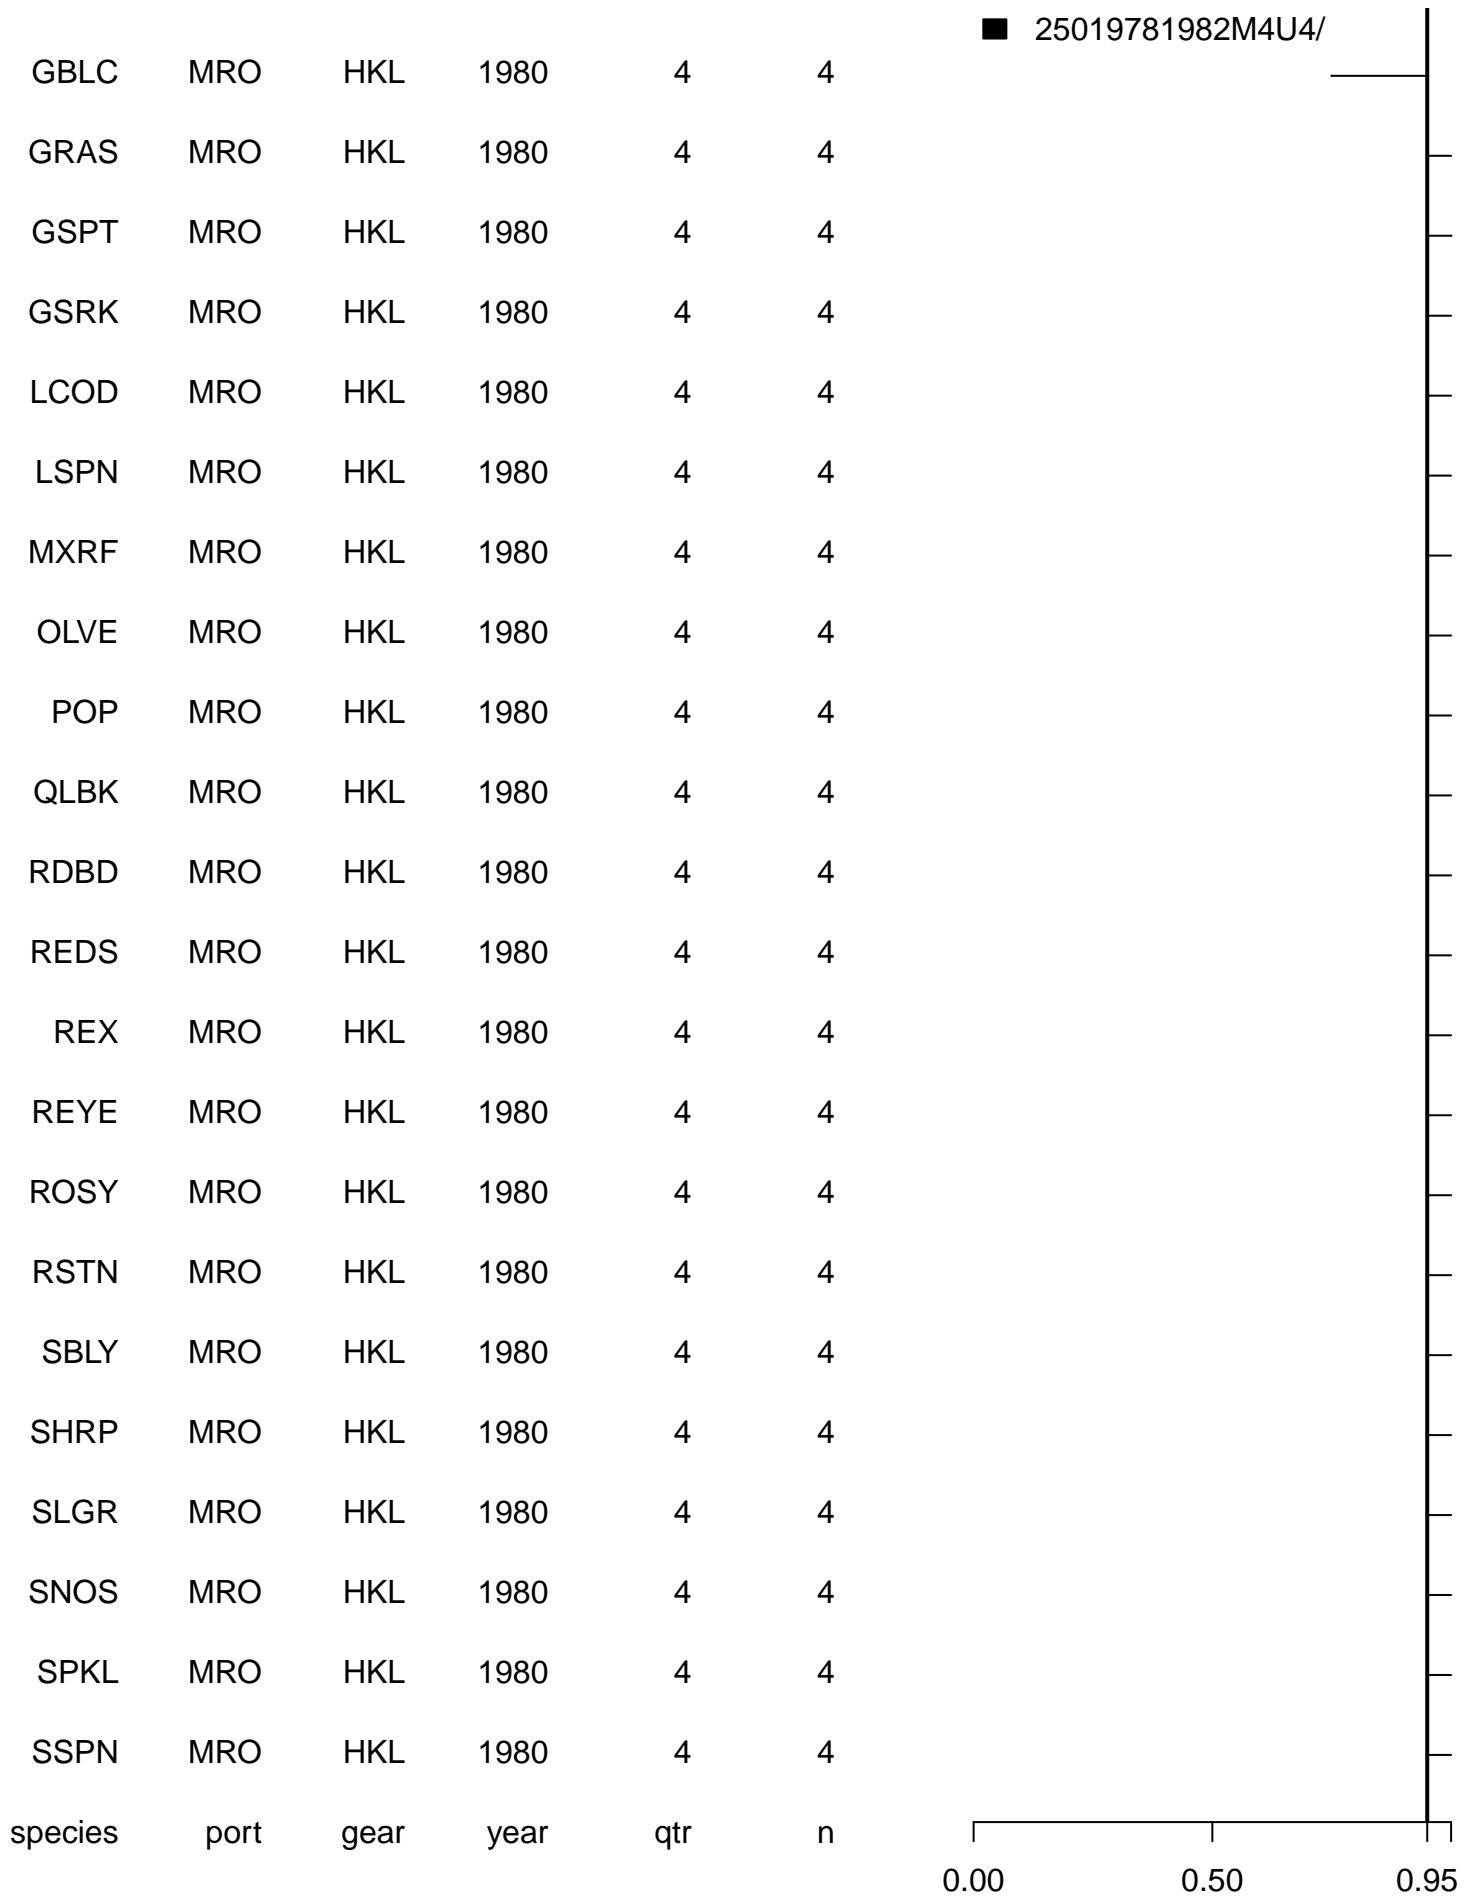 25019781982M4U4/
GBLC MRO HKL 1980 4 4
GRAS MRO HKL 1980 4 4
GSPT MRO HKL 1980 4 4
GSRK MRO HKL 1980 4 4
LCOD MRO HKL 1980 4 4
LSPN MRO HKL 1980 4 4
MXRF MRO HKL 1980 4 4
OLVE MRO HKL 1980 4 4
POP MRO HKL 1980 4 4
QLBK MRO HKL 1980 4 4
RDBD MRO HKL 1980 4 4
REDS MRO HKL 1980 4 4
REX MRO HKL 1980 4 4
REYE MRO HKL 1980 4 4
ROSY MRO HKL 1980 4 4
RSTN MRO HKL 1980 4 4
SBLY MRO HKL 1980 4 4
SHRP MRO HKL 1980 4 4
SLGR MRO HKL 1980 4 4
SNOS MRO HKL 1980 4 4
SPKL MRO HKL 1980 4 4
SSPN MRO HKL 1980 4 4
species port gear year qtr n
0.00 0.50 0.95